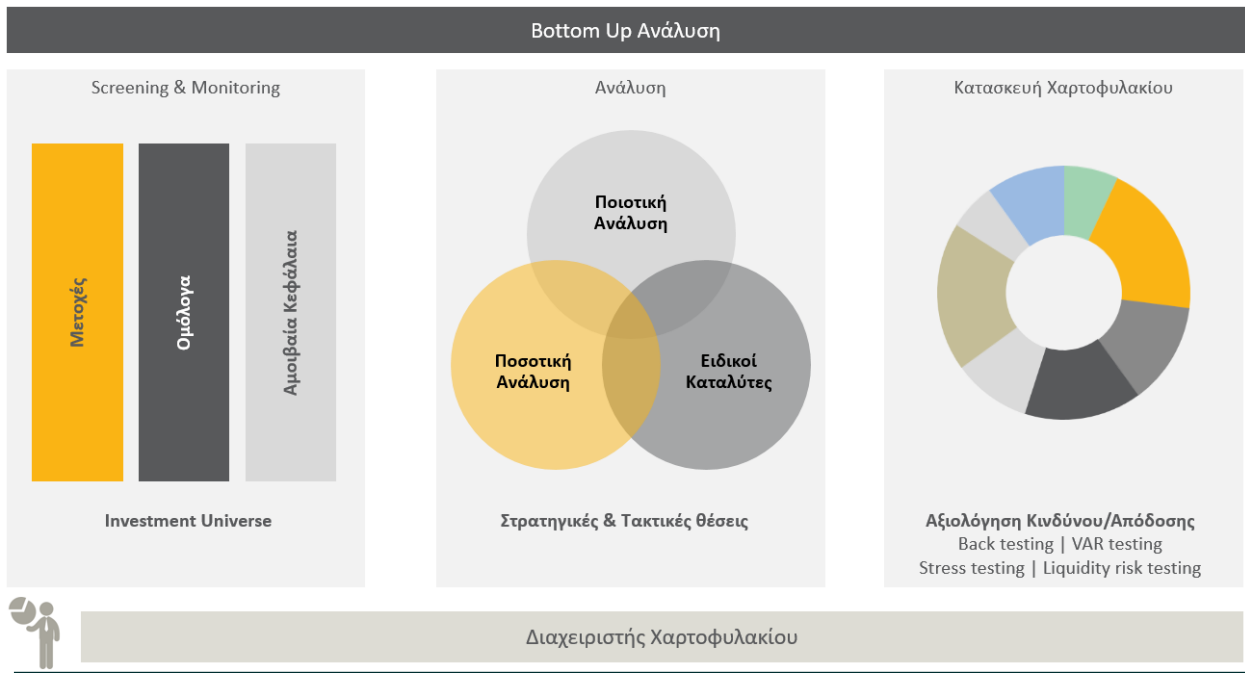 Bottom Up Ανάλυση
Screening & Monitoring
Μετοχές
Ομόλογα
Αμοιβαία Κεφάλαια
Investment Universe
Ανάλυση
Ποιοτική
Ανάλυση
Ποσοτική
Ανάλυση
Ειδικοί
Καταλύτες
Στρατηγικές & Τακτικές θέσεις
Κατασκευή Χαρτοφυλακίου
Αξιολόγηση Κινδύνου/Απόδοσης
Back testing | VAR testing
Stress testing | Liquidity risk testing
Διαχειριστής Χαρτοφυλακίου